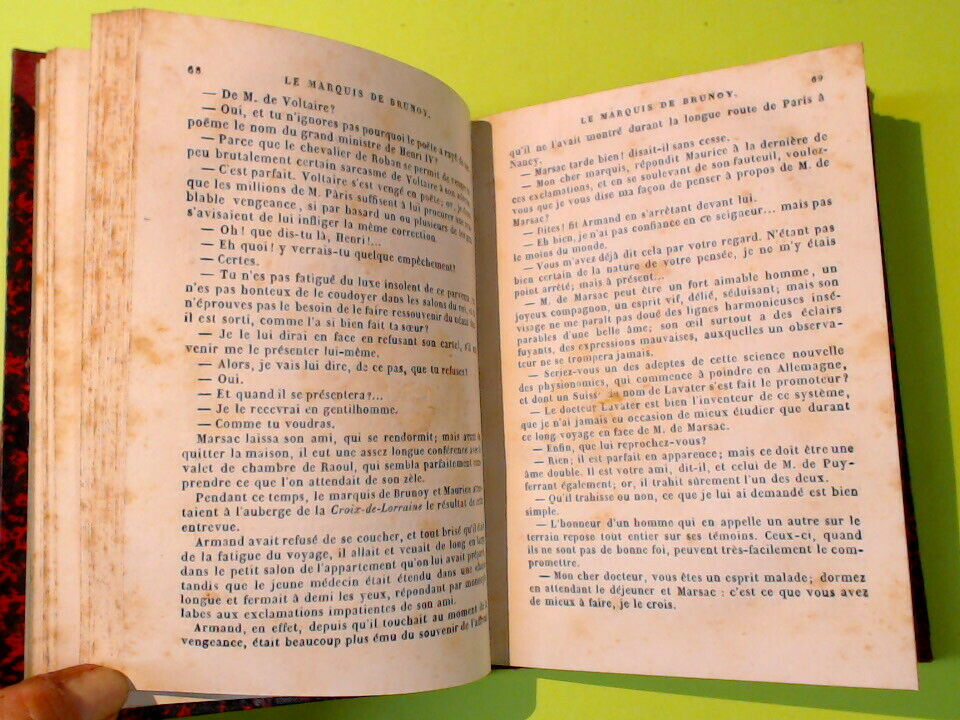 68
LE MARQUIS DE BRUNOY.
— De M. de Voltaire?
— Oui, et tu n'ignores pas pourquoi le poëte a rayé de son
poëme le nom du grand ministre de Henri IV?
— Parce que le chevalier de Rohan se permit de venger un
peu brutalement certain sarcasme de Voltaire à son
— C'est parfait. Voltaire s'est vengé en poëte; or, je
que les millions de M. Pâris suffisent à lui procurer une
blable vengeance, si par hasard un ou plusieurs de
s'avisaient de lui infliger la même correction.
— Oh! que dis-tu là, Henri!...
— Eh quoi! y verrais-tu quelque empêchement?
— Certes.
— Tu n'es pas fatigué du luxe insolent de ce
n'es pas honteux de le coudoyer dans les salons du roi,
n'éprouves pas le besoin de le faire ressouvenir du néant
il est sorti, comme l'a si bien fait ta sœur?
— Je le lui dirai en face en refusant son cartel, s'il
venir me le présenter lui-même.
— Alors, je vais lui dire, de ce pas, que tu refuses?
— Oui.
— Et quand il se présentera?...
— Je le recevrai en gentilhomme.
— Comme tu voudras.
Marsac laissa son ami, qui se rendormit; mais avant de
quitter la maison, il eut une assez longue conférence avec
valet de chambre de Raoul, qui sembla parfaitement
prendre ce que l'on attendait de son zèle.
Pendant ce temps, le marquis de Brunoy et Maurice
taient à l'auberge de la Croix-de-Lorraine le résultat de cette
entrevue.
Armand avait refusé de se coucher, et tout brisé qu'il était
de la fatigue du voyage, il allait et venait de long en large
dans le petit salon de l'appartement qu'on lui avait préparé,
tandis que le jeune médecin était étendu dans une chaise
longue et fermait à demi les yeux, répondant par
labes aux exclamations impatientes de son ami.
Armand, en effet, depuis qu'il touchait au moment de la
vengeance, était beaucoup plus ému du souvenir de
69
LE MARQUIS DE BRUNOY.
qu'il ne l'avait montré durant la longue route de Paris à
Nancy.
— Marsac tarde bien! disait-il sans cesse.
— Mon cher marquis, répondit Maurice à la dernière de
ces exclamations, et en se soulevant de son fauteuil, voulez-
vous que je vous dise ma façon de penser à propos de M. de
Marsac?
— Dites! fit Armand en s'arrêtant devant lui.
— Eh bien, je n'ai pas confiance en ce seigneur... mais pas
le moins du monde.
— Vous m'avez déjà dit cela par votre regard. N'étant pas
bien certain de la nature de votre pensée, je ne m'y étais
point arrêté; mais à présent...
— M. de Marsac peut être un fort aimable homme, un
joyeux compagnon, un esprit vif, délié, séduisant; mais son
visage ne me paraît pas doué des lignes harmonieuses insé-
parables d'une belle âme; son œil surtout a des éclairs
fuyants, des expressions mauvaises, auxquelles un observa-
teur ne se trompera jamais.
— Seriez-vous un des adeptes de cette science nouvelle
des physionomies, qui commence à poindre en Allemagne,
et dont un Suisse au nom de Lavater s'est fait le promoteur?
— Le docteur Lavater est bien l'inventeur de ce système,
que je n'ai jamais eu occasion de mieux étudier que durant
ce long voyage en face de M. de Marsac.
— Enfin, que lui reprochez-vous?
— Rien; il est parfait en apparence; mais ce doit être une
âme double. Il est votre ami, dit-il, et celui de M. de Puy-
ferrant également; or, il trahit sûrement l'un des deux.
— Qu'il trahisse ou non, ce que je lui ai demandé est bien
simple.
— L'honneur d'un homme qui en appelle un autre sur le
terrain repose tout entier sur ses témoins. Ceux-ci, quand
ils ne sont pas de bonne foi, peuvent très-facilement le com-
promettre.
— Mon cher docteur, vous êtes un esprit malade; dormez
en attendant le déjeuner et Marsac : c'est ce que vous avez
de mieux à faire, je le crois.